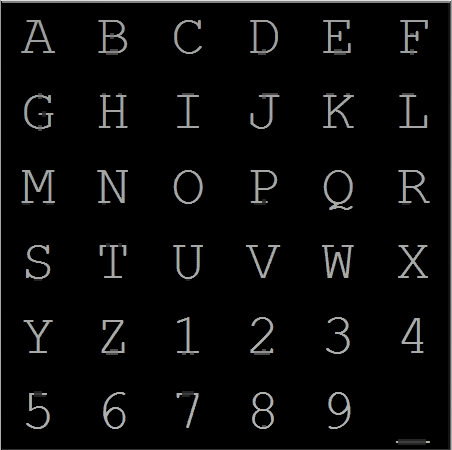 A B C D E F
G H I J K L
M N O P Q R
S T U V W X
Y Z 1 2 3 4
5 6 7 8 9 _